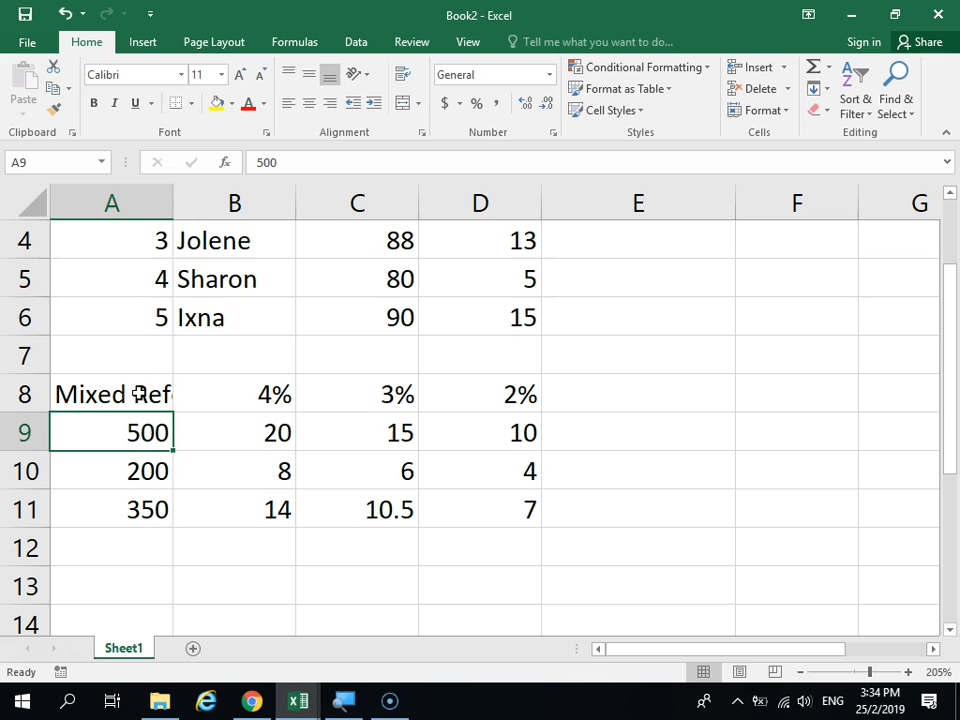 Book2 - Excel
File Home Insert Page Layout Formulas Data Review View Tell me what you want to do... Sign in Share
Paste Calibri 11 General Conditional Formatting Insert
B I U $ % , Format as Table Delete Sort & Find &
Cell Styles Format Filter Select
Clipboard Font Alignment Number Styles Cells Editing
A9 fx 500
A B C D E F G
4 3 Jolene 88 13
5 4 Sharon 80 5
6 5 Ixna 90 15
7
8 Mixed Refe 4% 3% 2%
9 500 20 15 10
10 200 8 6 4
11 350 14 10.5 7
12
13
14
Sheet1
Ready 205%
ENG 3:34 PM
25/2/2019